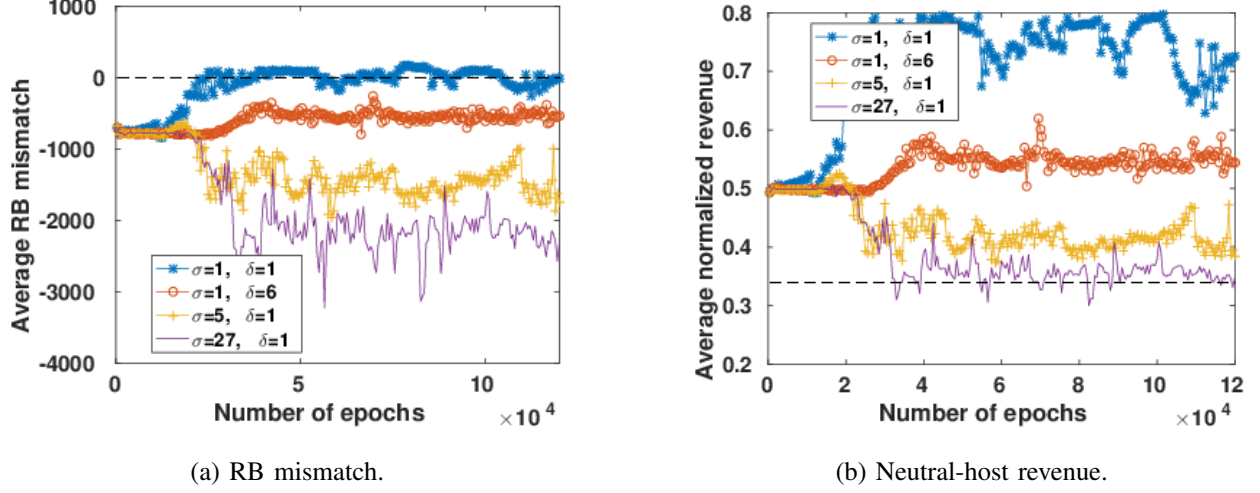 1000
0
-1000
-2000
-3000
-4000
Average RB mismatch
σ=1, δ=1
σ=1, δ=6
σ=5, δ=1
σ=27, δ=1
0 5 10
Number of epochs ×10 4
(a) RB mismatch.
0.8
0.7
0.6
0.5
0.4
0.3
0.2
Average normalized revenue
σ=1, δ=1
σ=1, δ=6
σ=5, δ=1
σ=27, δ=1
0 2 4 6 8 10 12
Number of epochs ×10 4
(b) Neutral-host revenue.